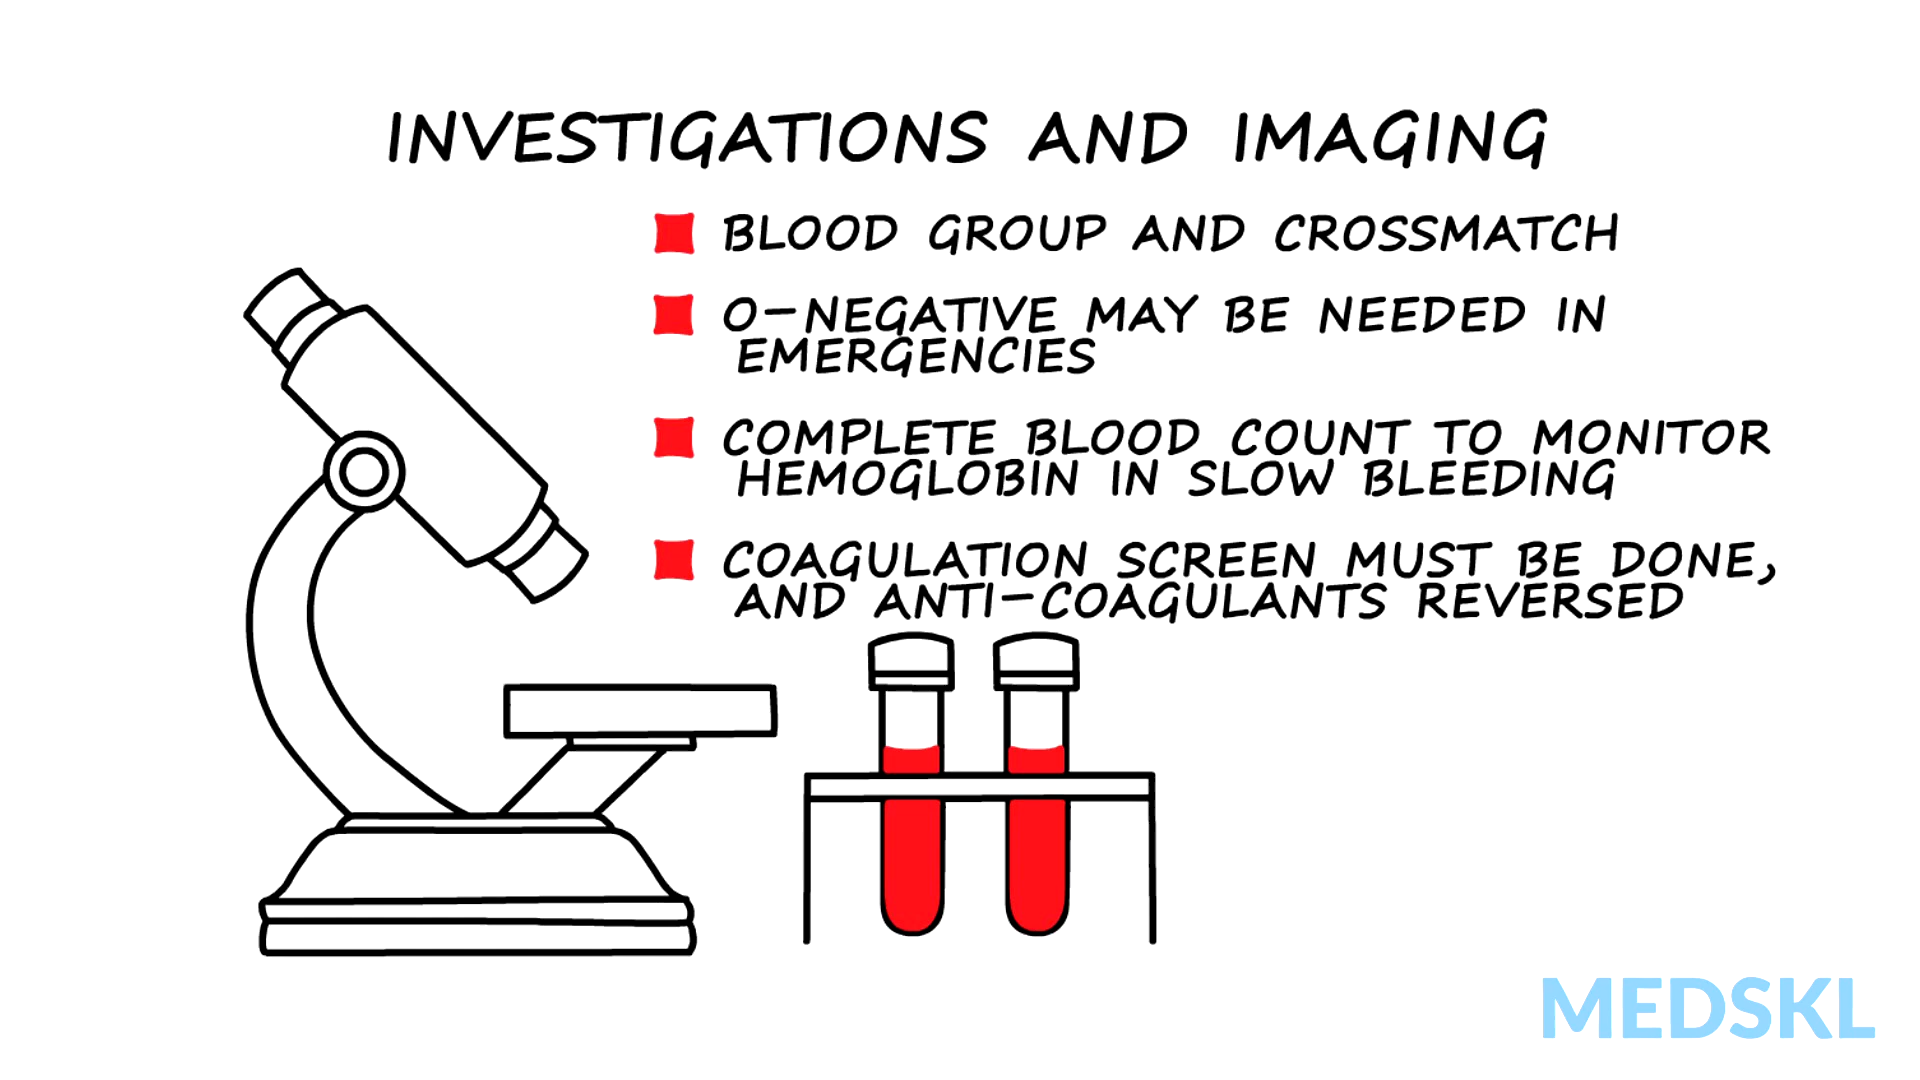 INVESTIGATIONS AND IMAGING
BLOOD GROUP AND CROSSMATCH
O-NEGATIVE MAY BE NEEDED IN
EMERGENCIES
COMPLETE BLOOD COUNT TO MONITOR
HEMOGLOBIN IN SLOW BLEEDING
COAGULATION SCREEN MUST BE DONE,
AND ANTI-COAGULANTS REVERSED
MEDSKL